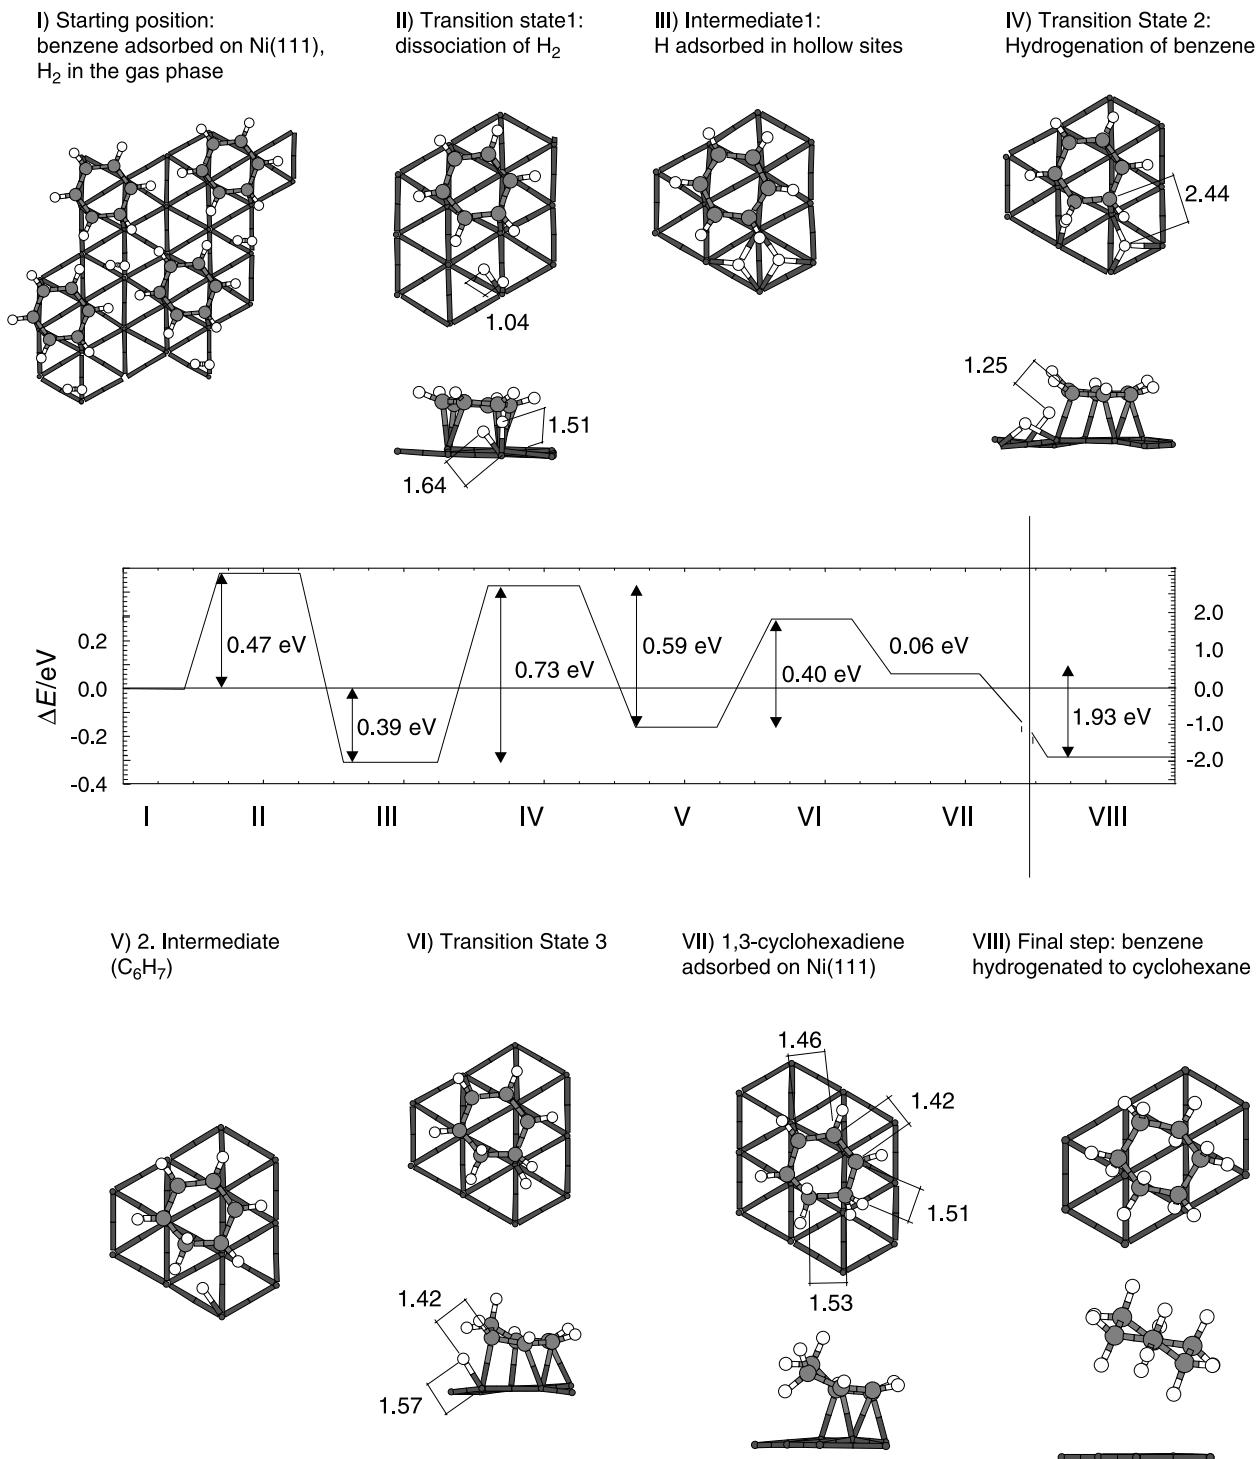 I) Starting position:
benzene adsorbed on Ni(111),
H2 in the gas phase
II) Transition state1:
dissociation of H2
III) Intermediate1:
H adsorbed in hollow sites
IV) Transition State 2:
Hydrogenation of benzene
1.04
1.51
1.64
2.44
1.25
ΔE/eV
0.2
0.0
-0.2
-0.4
0.47 eV
0.39 eV
0.73 eV
0.59 eV
0.40 eV
0.06 eV
1.93 eV
2.0
1.0
0.0
-1.0
-2.0
I II III IV V VI VII VIII
V) 2. Intermediate
(C6H7)
VI) Transition State 3
VII) 1,3-cyclohexadiene
adsorbed on Ni(111)
VIII) Final step: benzene
hydrogenated to cyclohexane
1.42
1.57
1.46
1.42
1.51
1.53